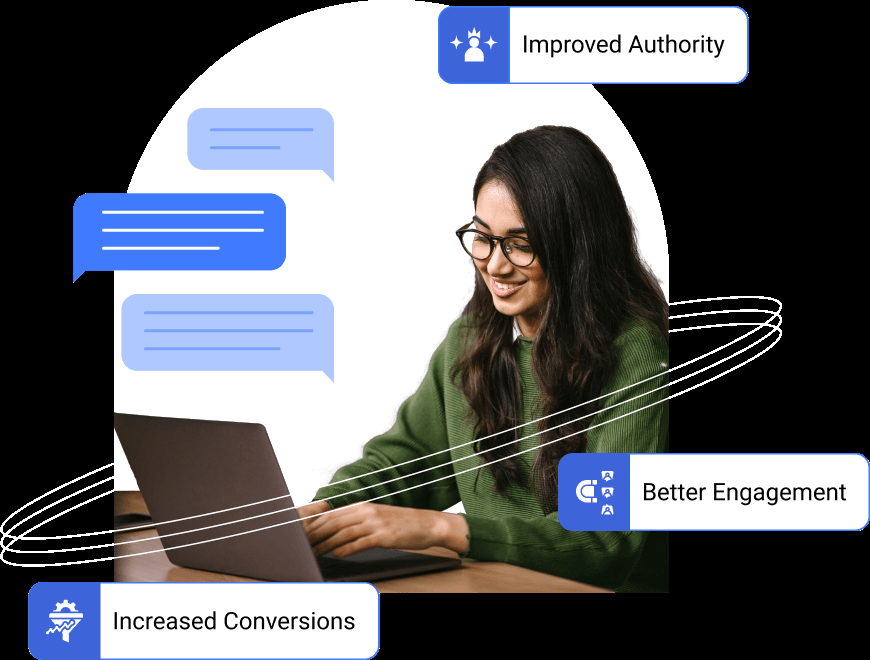 Improved Authority
Better Engagement
Increased Conversions